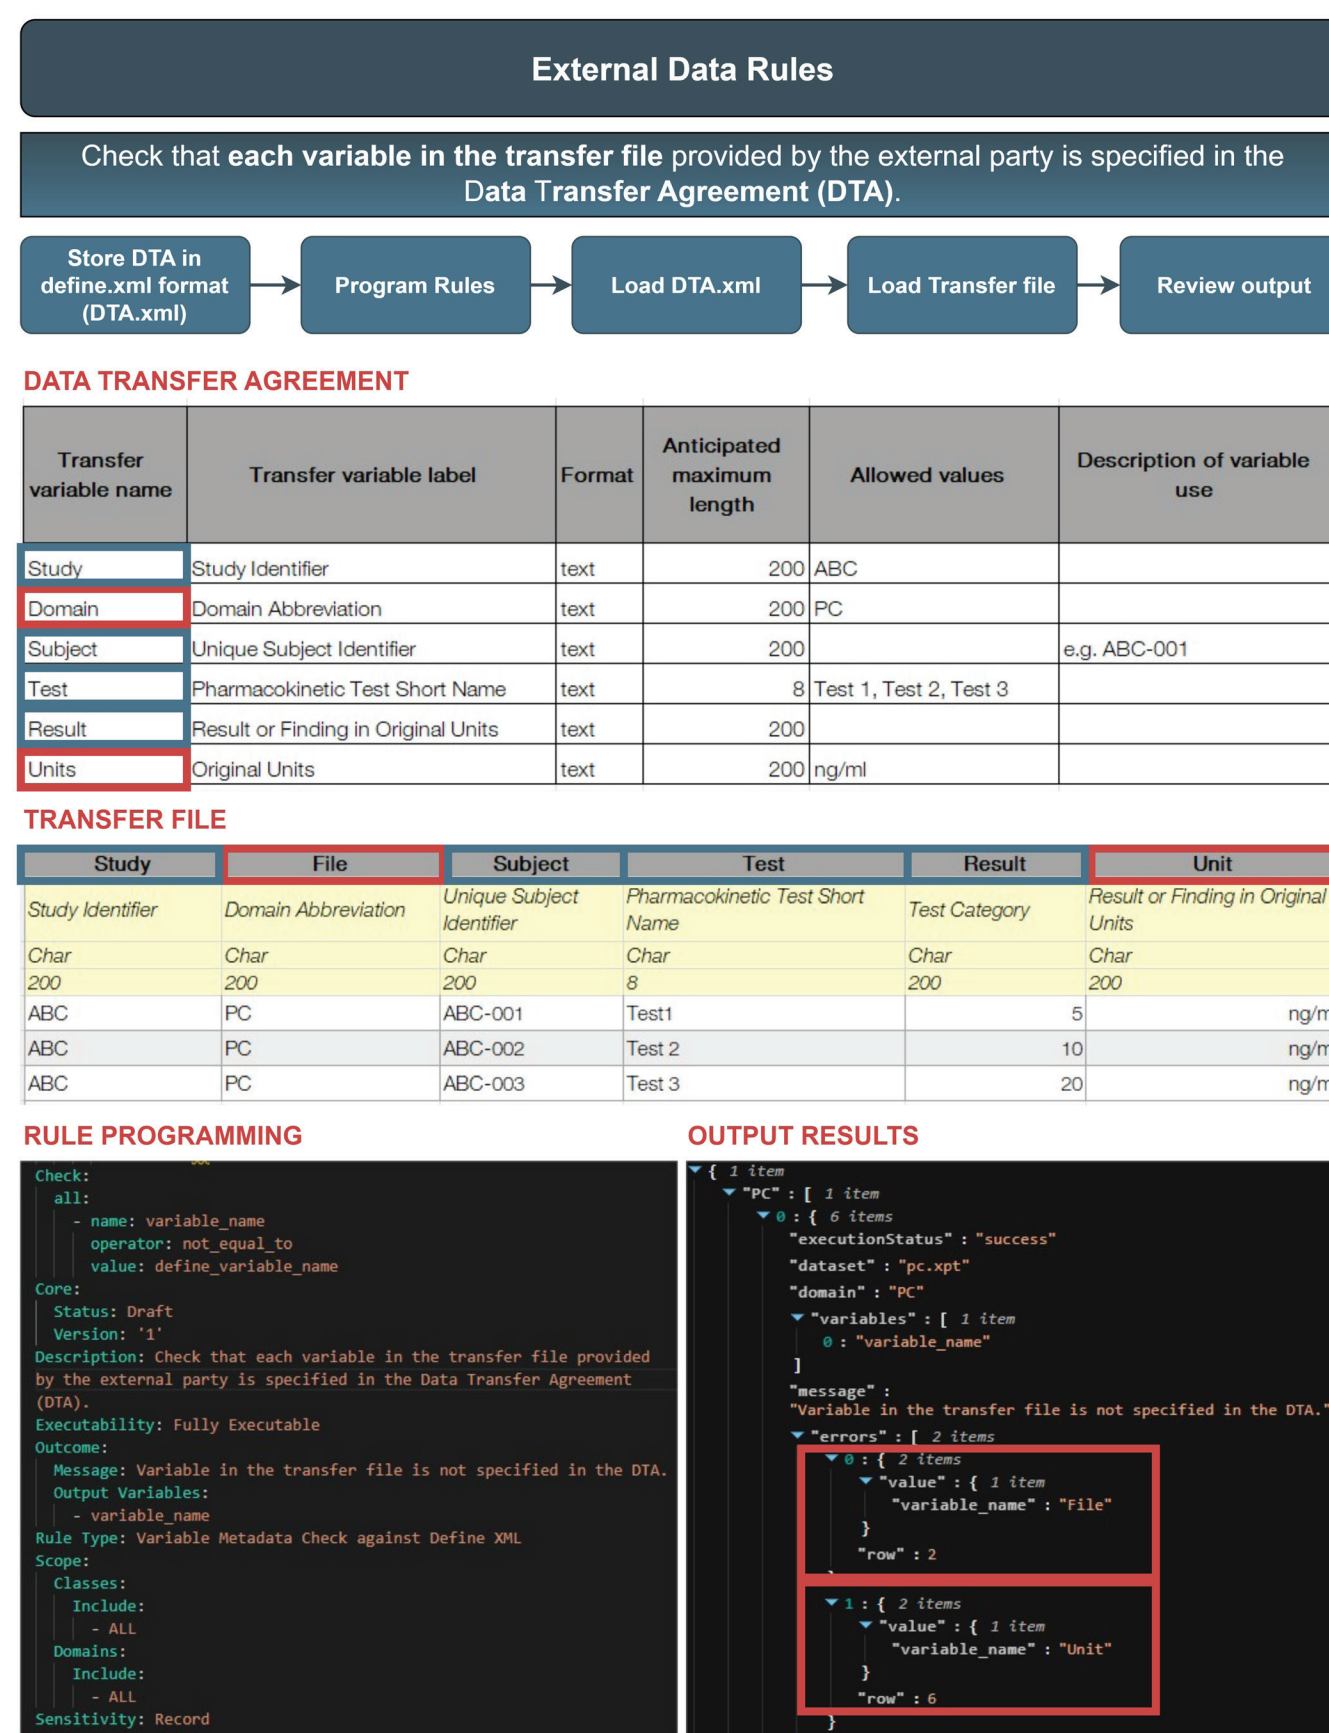 External Data Rules
Check that each variable in the transfer file provided by the external party is specified in the
Data Transfer Agreement (DTA).
Store DTA in
define.xml format
(DTA.xml)
Program Rules
Load DTA.xml
Load Transfer file
Review output
DATA TRANSFER AGREEMENT
Transfer variable name | Transfer variable label | Format | Anticipated maximum length | Allowed values | Description of variable use
Study | Study Identifier | text | 200 | ABC
Domain | Domain Abbreviation | text | 200 | PC
Subject | Unique Subject Identifier | text | 200 | e.g. ABC-001
Test | Pharmacokinetic Test Short Name | text | 8 | Test 1, Test 2, Test 3
Result | Result or Finding in Original Units | text | 200
Units | Original Units | text | 200 | ng/ml
TRANSFER FILE
Study | File | Subject | Test | Result | Unit
Study Identifier | Domain Abbreviation | Unique Subject Identifier | Pharmacokinetic Test Short Name | Test Category | Result or Finding in Original Units
Char | Char | Char | Char | Char | Char
200 | 200 | 200 | 8 | 200 | 200
ABC | PC | ABC-001 | Test1 | 5
ABC | PC | ABC-002 | Test 2 | 10
ABC | PC | ABC-003 | Test 3 | 20
RULE PROGRAMMING
Check:
all:
- name: variable_name
operator: not_equal_to
value: define_variable_name
Core:
Status: Draft
Version: '1'
Description: Check that each variable in the transfer file provided
by the external party is specified in the Data Transfer Agreement
(DTA).
Executability: Fully Executable
Outcome:
Message: Variable in the transfer file is not specified in the DTA.
Output Variables:
- variable_name
Rule Type: Variable Metadata Check against Define XML
Scope:
Classes:
Include:
- ALL
Domains:
Include:
- ALL
Sensitivity: Record
OUTPUT RESULTS
{ 1 item
"PC" : [ 1 item
0 : { 6 items
"executionStatus" : "success"
"dataset" : "pc.xpt"
"domain" : "PC"
"variables" : [ 1 item
0 : "variable_name"
]
"message" :
"Variable in the transfer file is not specified in the DTA."
"errors" : [ 2 items
0 : { 2 items
"value" : { 1 item
"variable_name" : "File"
}
"row" : 2
1 : { 2 items
"value" : { 1 item
"variable_name" : "Unit"
}
"row" : 6
}